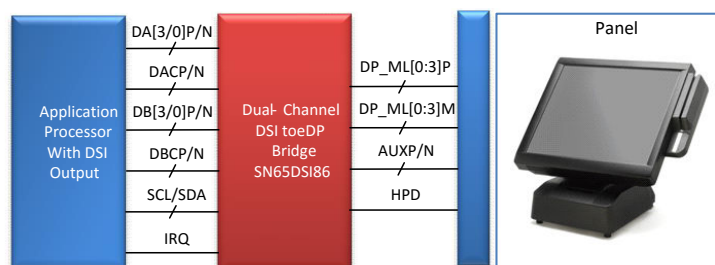 Application
Processor
With DSI
Output
DA[3/0]P/N
DACP/N
DB[3/0]P/N
DBCP/N
SCL/SDA
IRQ
Dual- Channel
DSI toeDP
Bridge
SN65DSI86
DP_ML[0:3]P
DP_ML[0:3]M
AUXP/N
HPD
Panel